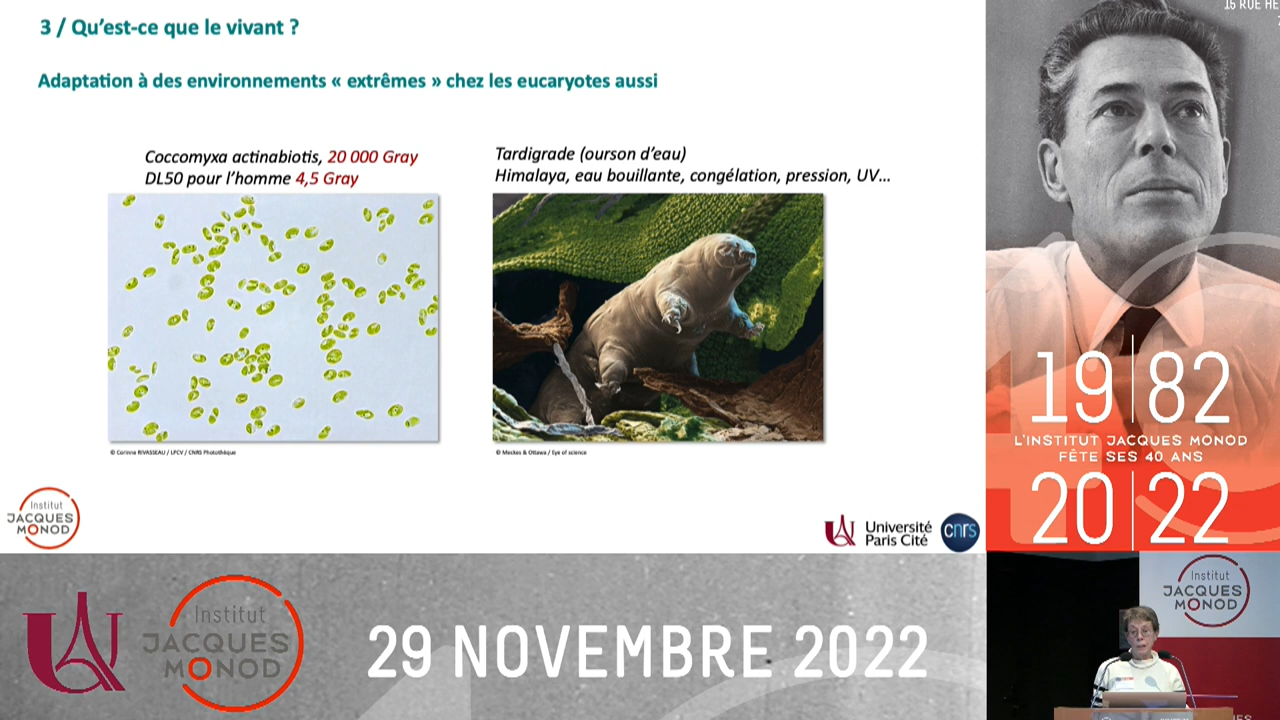 3 / Qu'est-ce que le vivant ?
Adaptation à des environnements « extrêmes » chez les eucaryotes aussi
Coccomyxa actinabiotis, 20 000 Gray
DL50 pour l'homme 4,5 Gray
Tardigrade (ourson d'eau)
Himalaya, eau bouillante, congélation, pression, UV...
© Corinne RIVASSEAU / LPCV / CNRS Photothèque
© Meckes & Ottawa / Eye of science
Institut
JACQUES
MONOD
Université
Paris Cité
cnrs
15 RUE HE
19 82
L'INSTITUT JACQUES MONOD
FÊTE SES 40 ANS
20 22
Institut
JACQUES
MONOD
29 NOVEMBRE 2022
Institut
JACQUES
MONOD